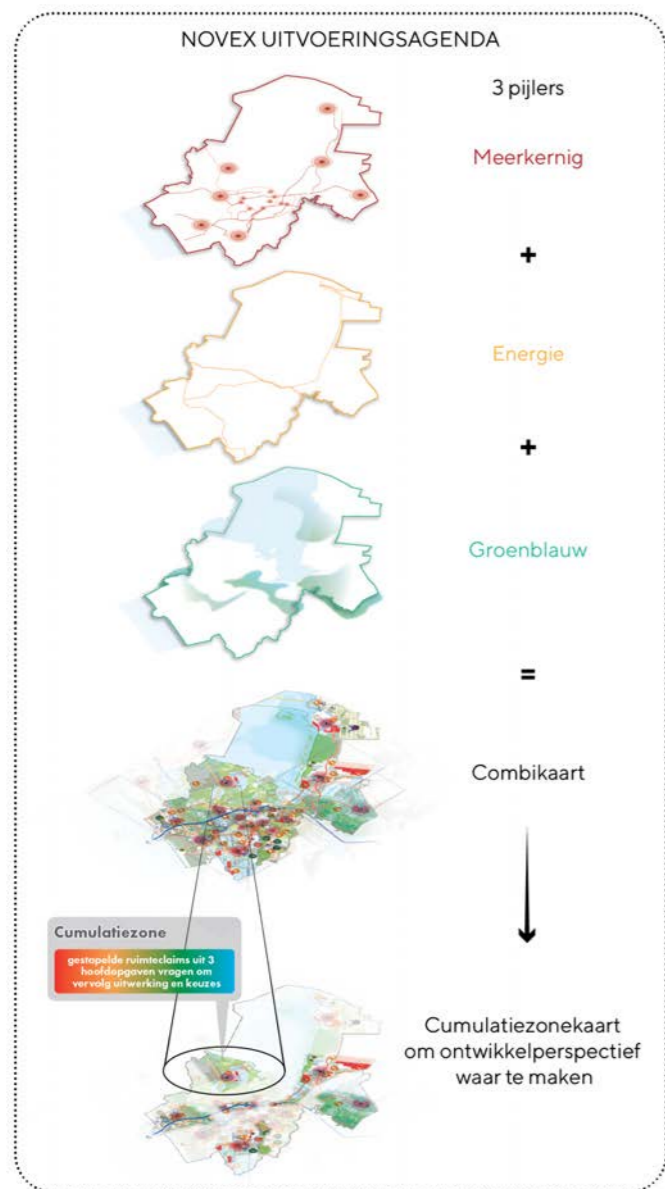 NOVEX UITVOERINGSAGENDA
3 pijlers
Meerkernig
+
Energie
+
Groenblauw
=
Combikaart
Cumulatiezone
gestapelde ruimteclaims uit 3
hoofdopgaven vragen om
vervolg uitwerking en keuzes
Cumulatiezonekaart
om ontwikkelperspectief
waar te maken